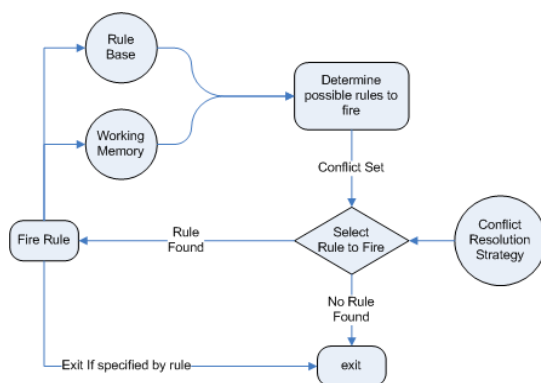 Rule
Base
Working
Memory
Determine
possible rules to
fire
Conflict Set
Fire Rule
Rule
Found
Select
Rule to Fire
Conflict
Resolution
Strategy
No Rule
Found
Exit If specified by rule
exit